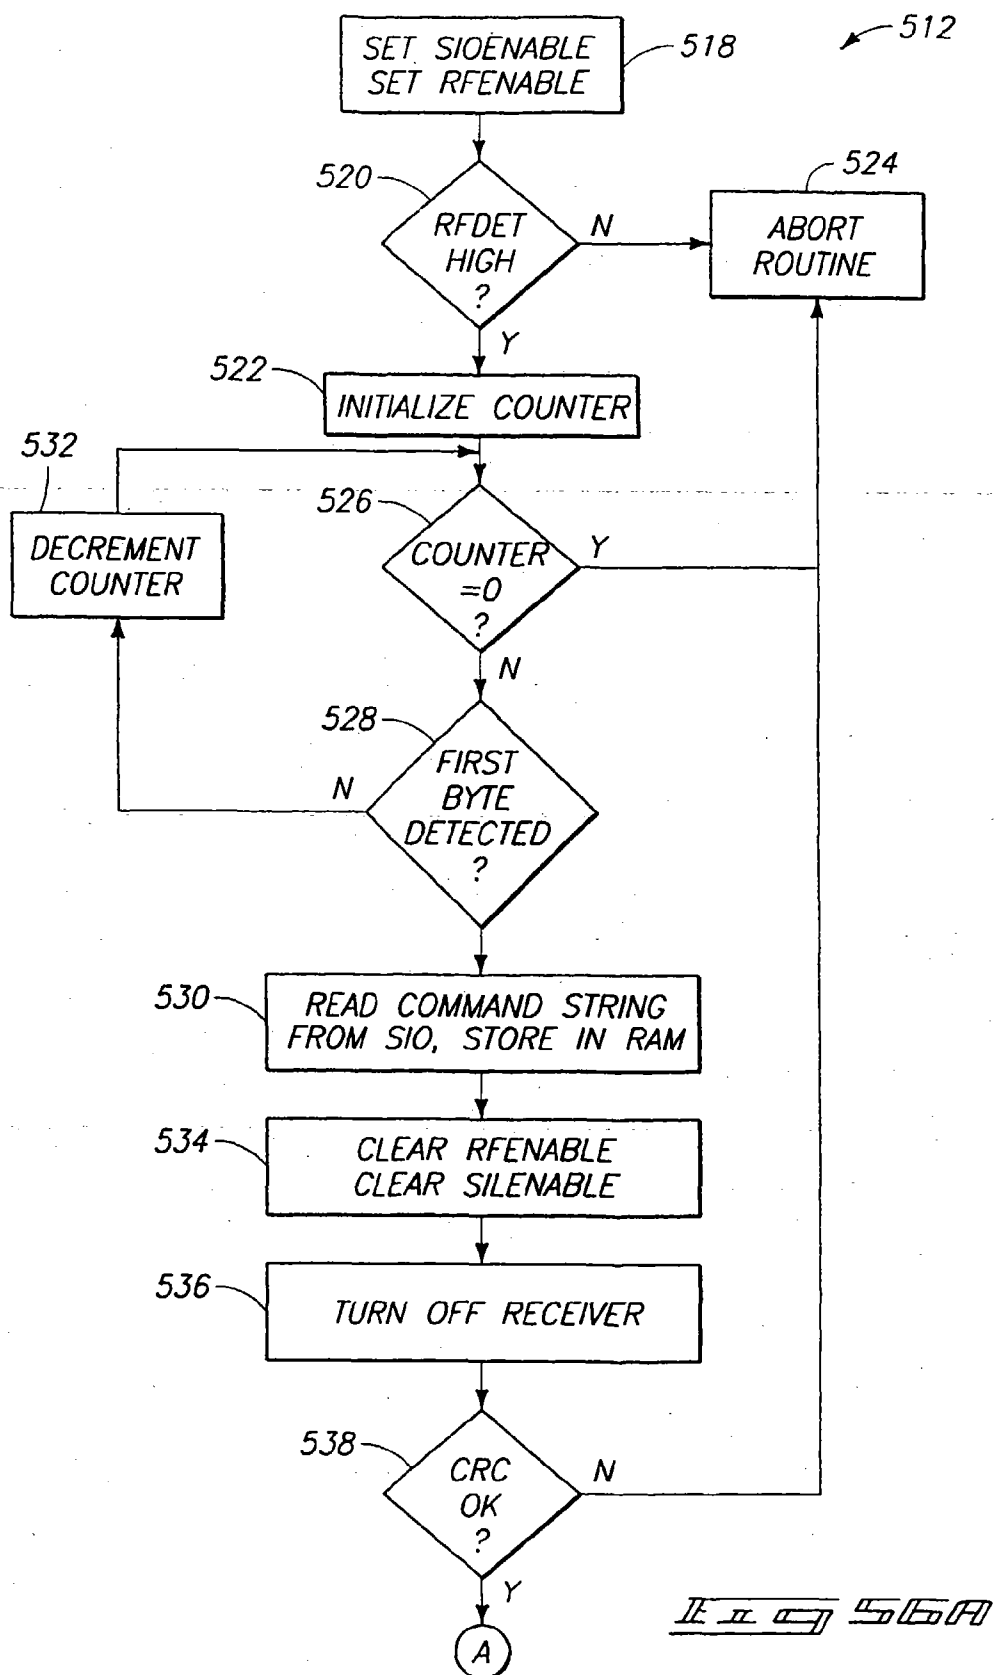 512
SET SIOENABLE
SET RFENABLE
518
520
RFDET
HIGH
?
N
Y
524
ABORT
ROUTINE
522
INITIALIZE COUNTER
532
DECREMENT
COUNTER
526
COUNTER
=0
?
Y
N
528
FIRST
BYTE
DETECTED
?
N
530
READ COMMAND STRING
FROM SIO, STORE IN RAM
534
CLEAR RFENABLE
CLEAR SILENABLE
536
TURN OFF RECEIVER
538
CRC
OK
?
N
Y
A
Fig 56A